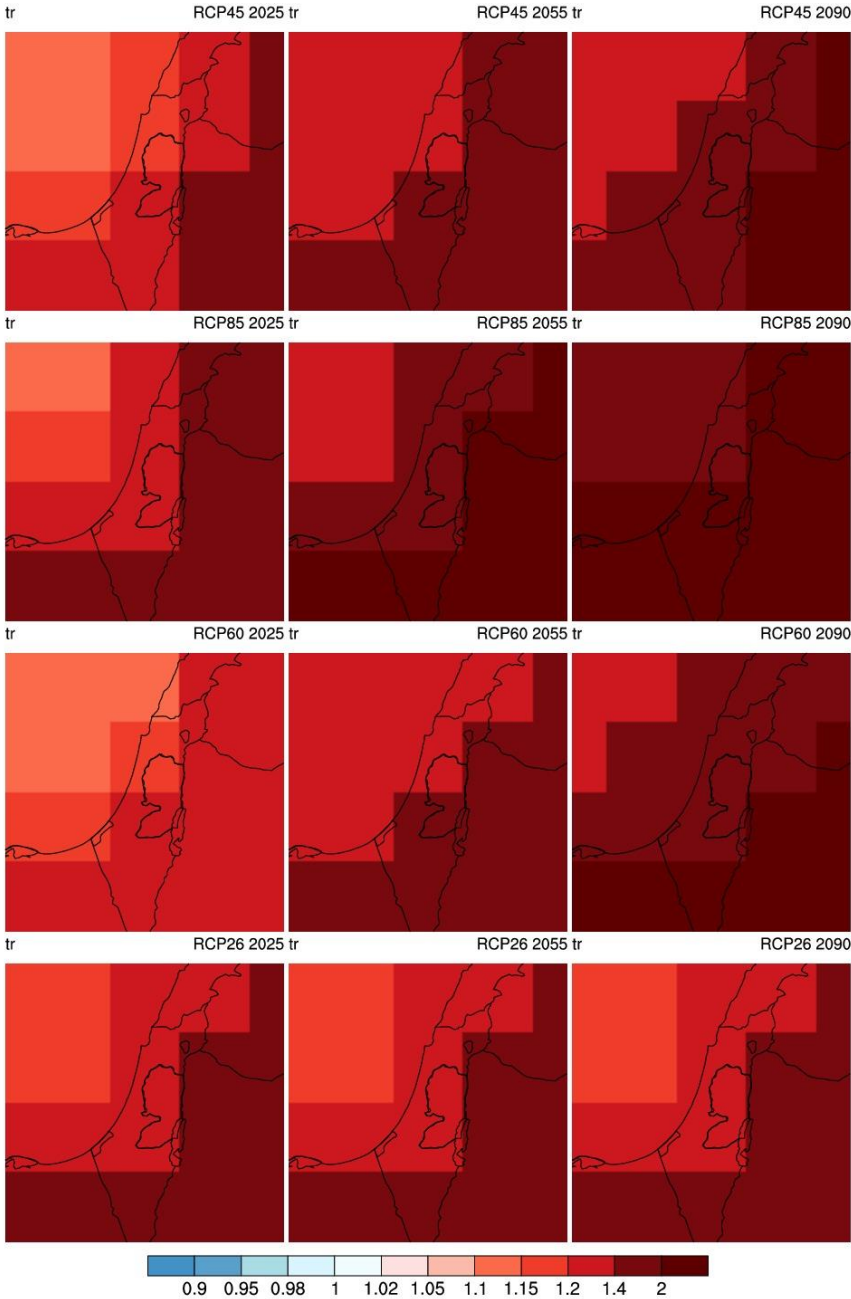 tr RCP45 2025 tr RCP45 2055 tr RCP45 2090
tr RCP85 2025 tr RCP85 2055 tr RCP85 2090
tr RCP60 2025 tr RCP60 2055 tr RCP60 2090
tr RCP26 2025 tr RCP26 2055 tr RCP26 2090
0.9 0.95 0.98 1 1.02 1.05 1.1 1.15 1.2 1.4 2